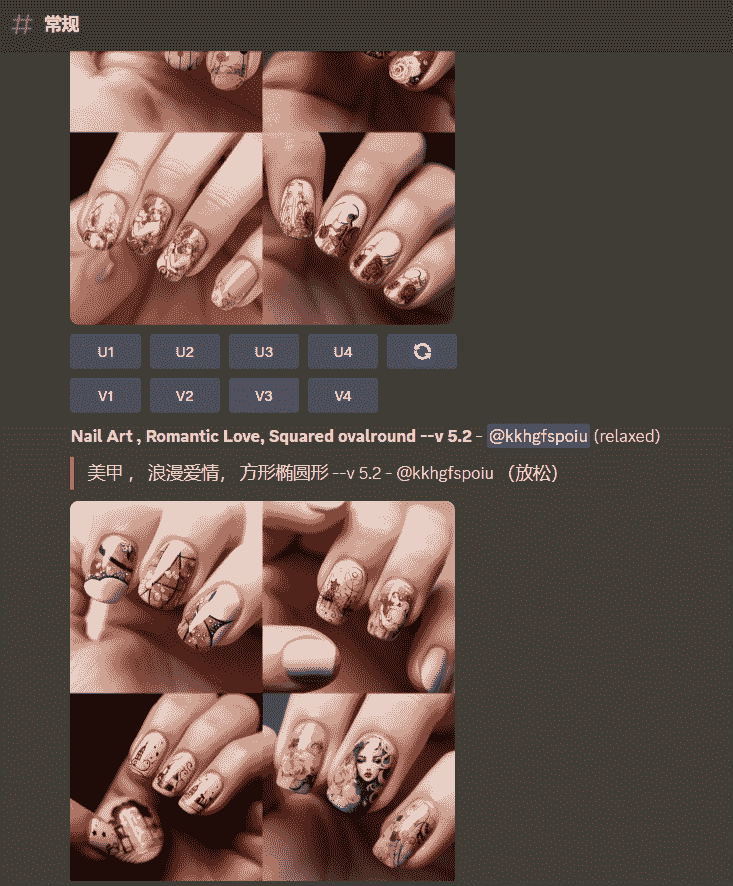 # 常规
U1 U2 U3 U4
V1 V2 V3 V4
Nail Art , Romantic Love, Squared ovalround --v 5.2 - @kkhgfspoiu (relaxed)
美甲 ， 浪漫爱情， 方形椭圆形 --v 5.2 - @kkhgfspoiu （放松）